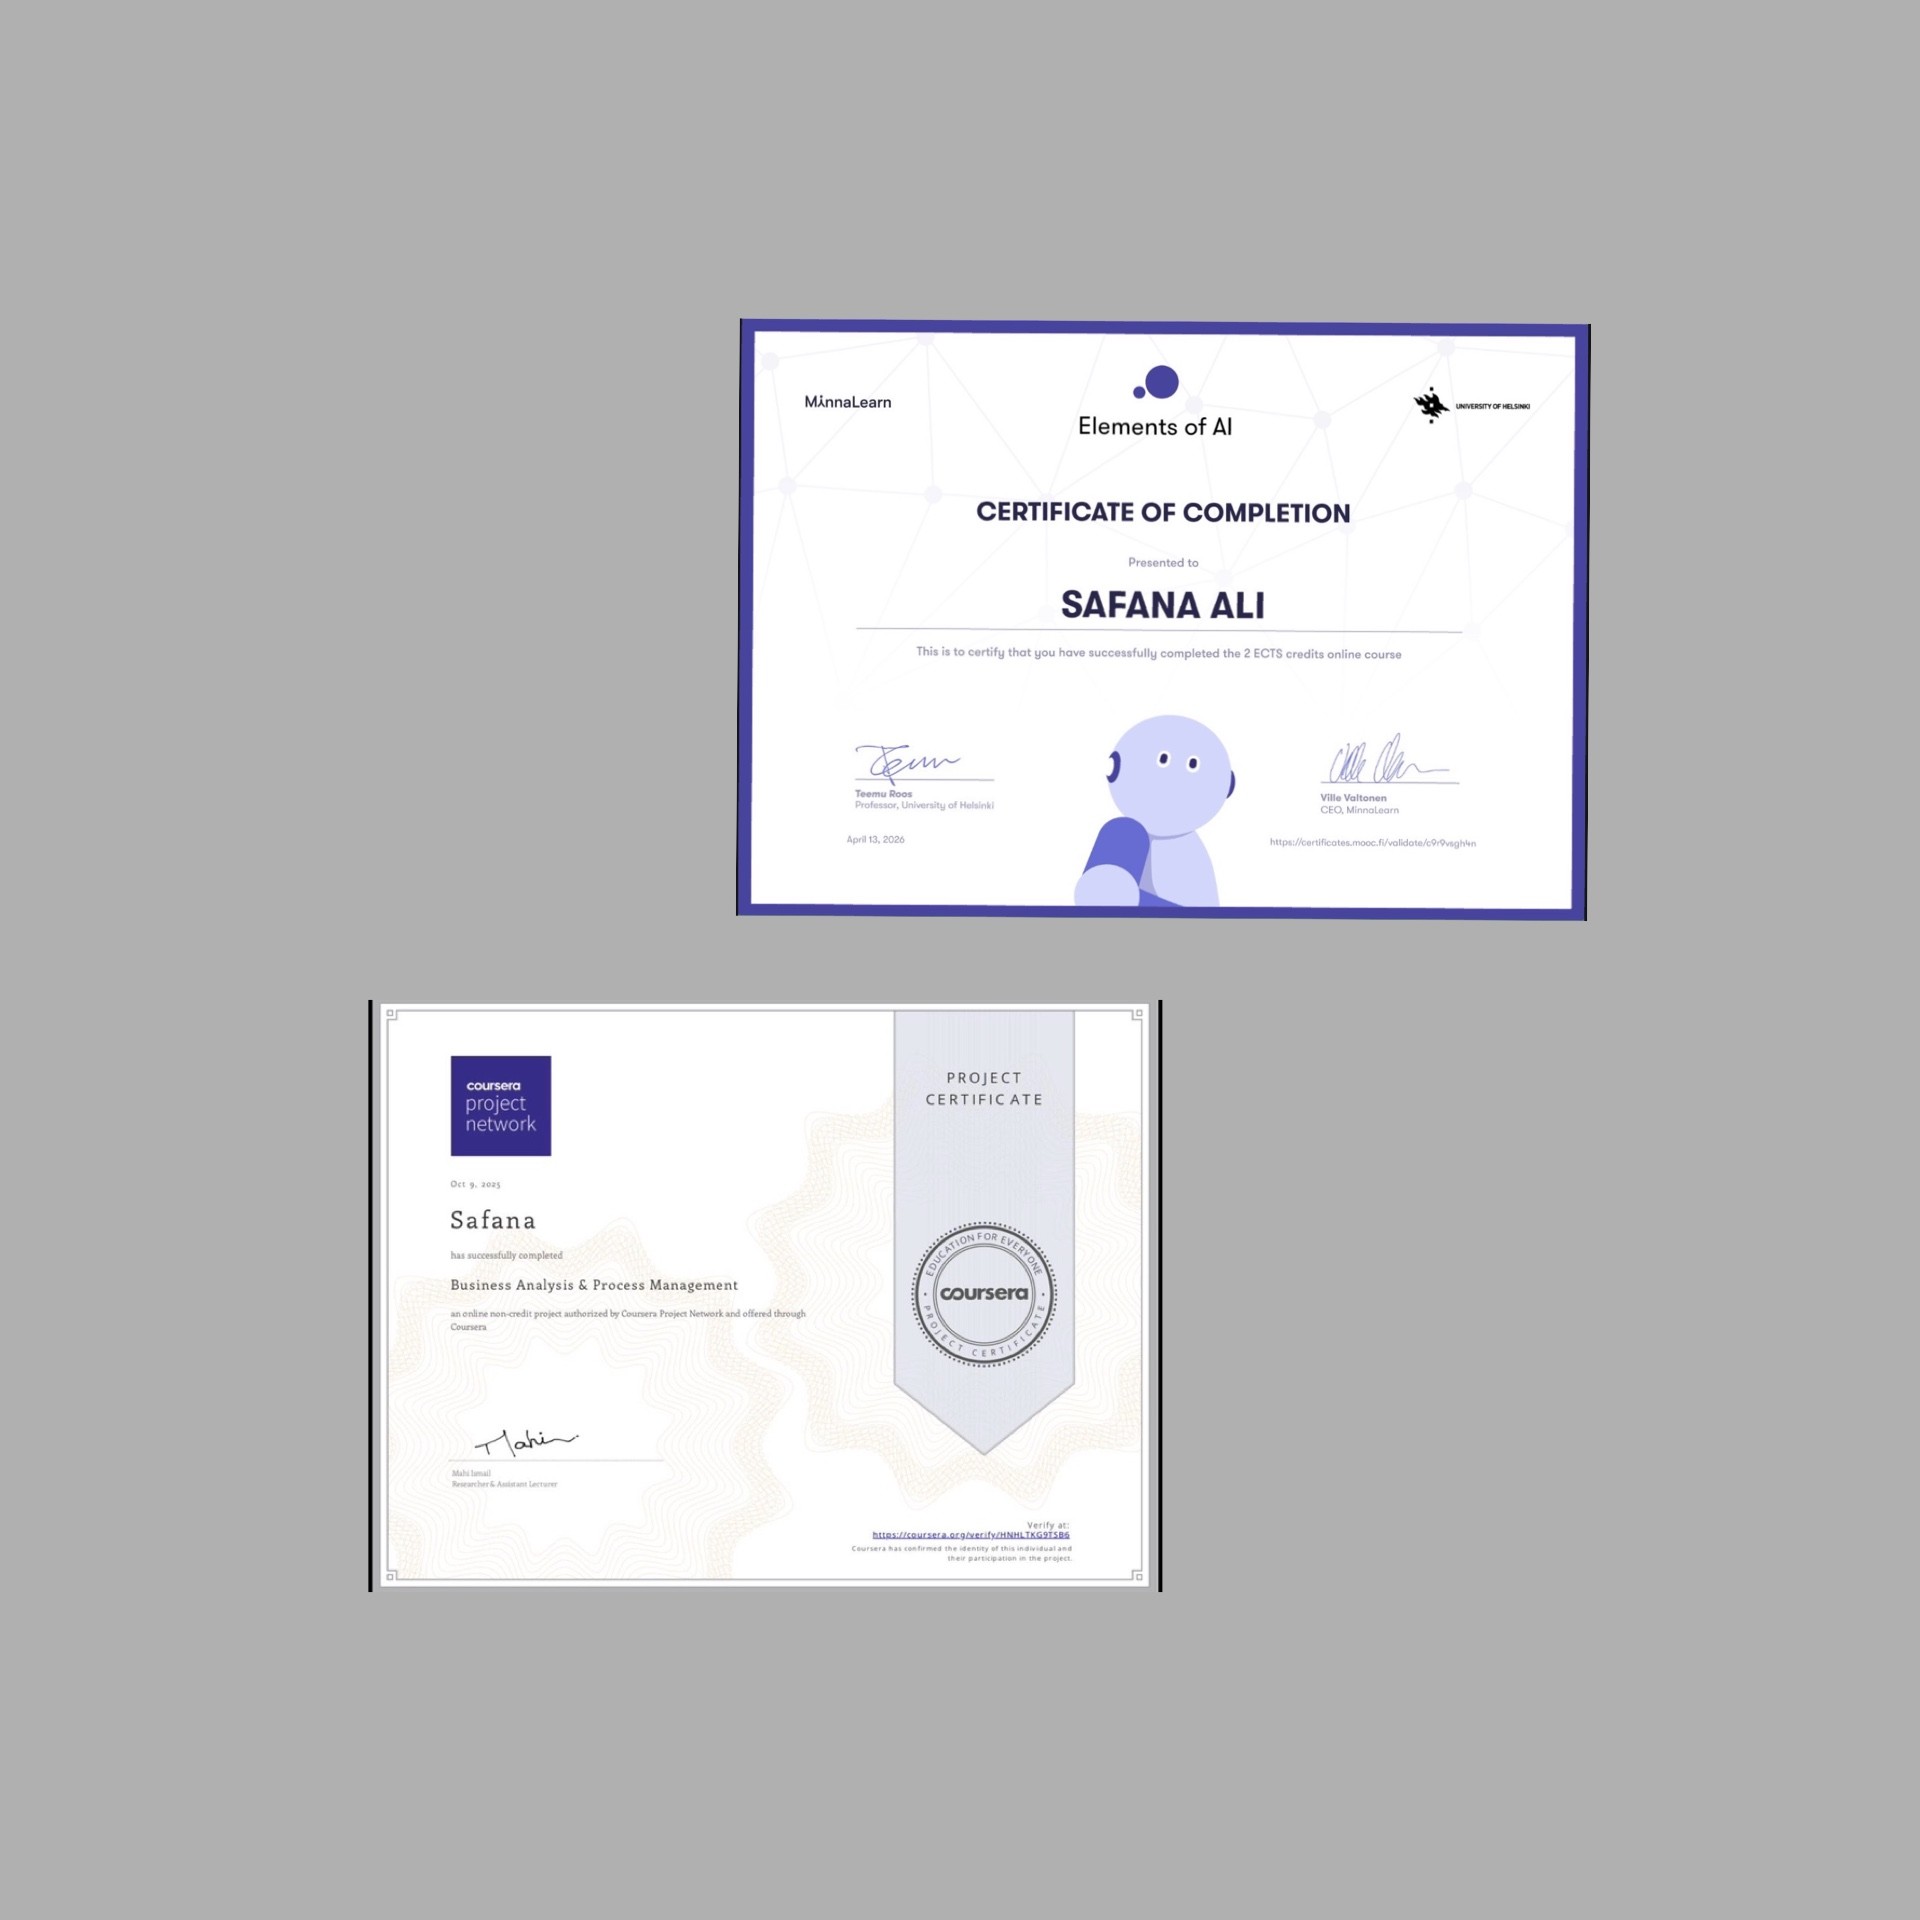 MinnaLearn
Elements of AI
UNIVERSITY OF HELSINKI
CERTIFICATE OF COMPLETION
Presented to
SAFANA ALI
This is to certify that you have successfully completed the 2 ECTS credits online course
Teemu Roos
Professor, University of Helsinki
April 13, 2026
Ville Valtonen
CEO, MinnaLearn
https://certificates.mooc.fi/validate/c9r9vsgh4n
coursera
project
network
PROJECT
CERTIFICATE
Oct 9, 2025
Safana
has successfully completed
Business Analysis & Process Management
an online non-credit project authorized by Coursera Project Network and offered through
Coursera
EDUCATION FOR EVERYONE
coursera
PROJECT CERTIFICATE
Mahi Ismail
Researcher & Assistant Lecturer
Verify at:
https://coursera.org/verify/HNHLTKG9TSB6
Coursera has confirmed the identity of this individual and
their participation in the project.